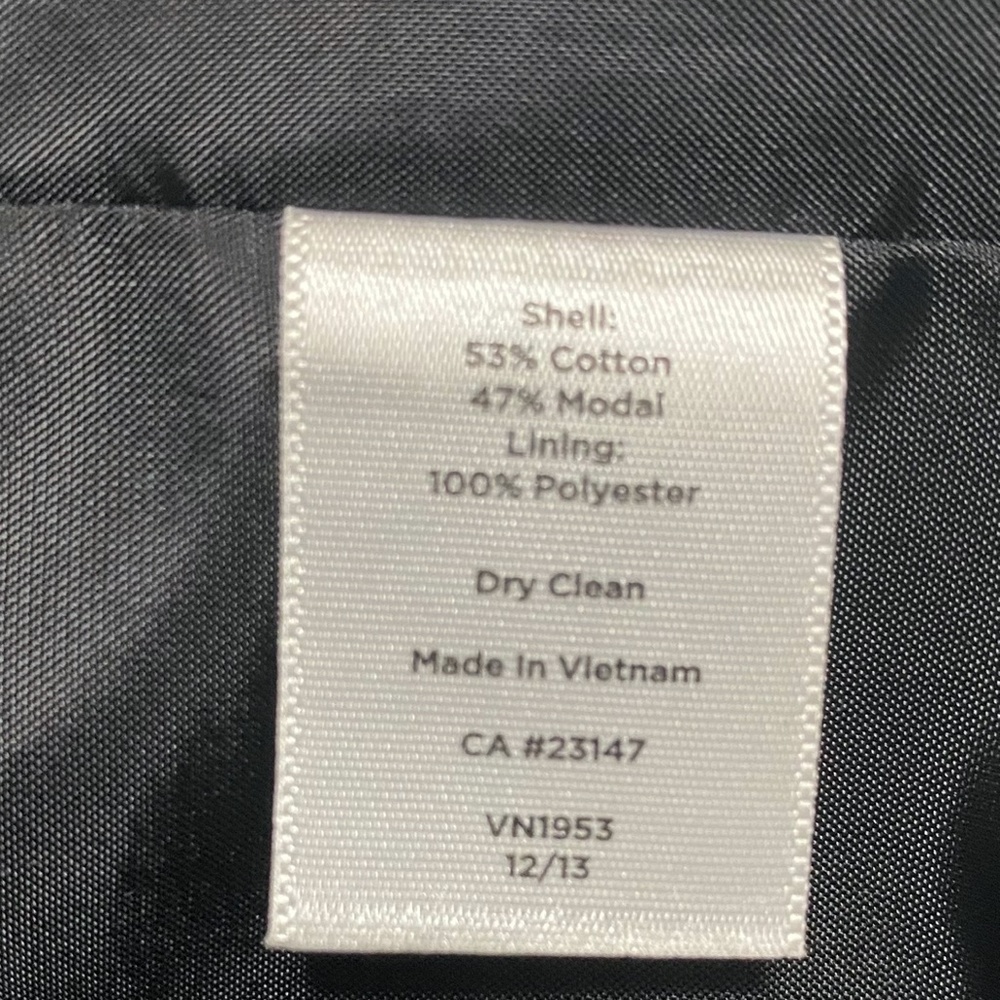 Shell:
53% Cotton
47% Modal
Lining:
100% Polyester
Dry Clean
Made In Vietnam
CA #23147
VN1953
12/13